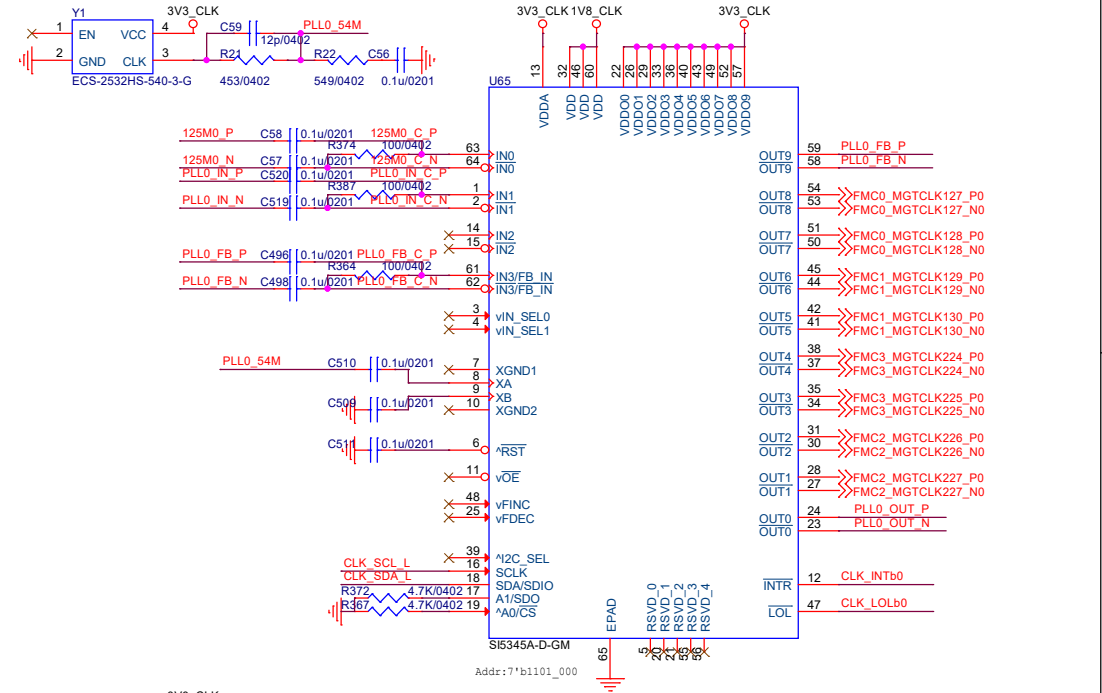 Y1
3V3_CLK
1 EN VCC 4
2 GND CLK 3
ECS-2532HS-540-3-G
C59
12p/0402
PLL0_54M
R21
453/0402
R22
549/0402
C56
0.1u/0201
3V3_CLK 1V8_CLK 3V3_CLK
13 32 46 60 22 26 29 33 36 40 43 49 52 57
U65
VDDA VDD VDD VDD VDDO0 VDDO1 VDDO2 VDDO3 VDDO4 VDDO5 VDDO6 VDDO7 VDDO8 VDDO9
125M0_P C58 0.1u/0201 125M0_C_P
R374 100/0402 63 IN0
125M0_N C57 0.1u/0201 125M0_C_N 64 IN0
PLL0_IN_P C520 0.1u/0201 PLL0_IN_C_P
R387 100/0402 1 IN1
PLL0_IN_N C519 0.1u/0201 PLL0_IN_C_N 2 IN1
14 IN2
15 IN2
PLL0_FB_P C496 0.1u/0201 PLL0_FB_C_P
R364 100/0402 61 IN3/FB_IN
PLL0_FB_N C498 0.1u/0201 PLL0_FB_C_N 62 IN3/FB_IN
3 vIN_SEL0
4 vIN_SEL1
PLL0_54M C510 0.1u/0201 7 XGND1
8 XA
9 XB
C509 0.1u/0201 10 XGND2
C511 0.1u/0201 6 ^RST
11 vOE
48 vFINC
25 vFDEC
39 ^I2C_SEL
CLK_SCL_L 16 SCLK
CLK_SDA_L 18 SDA/SDIO
R372 4.7K/0402 17 A1/SDO
R367 4.7K/0402 19 ^A0/CS
OUT9 59 PLL0_FB_P
OUT9 58 PLL0_FB_N
OUT8 54 FMC0_MGTCLK127_P0
OUT8 53 FMC0_MGTCLK127_N0
OUT7 51 FMC0_MGTCLK128_P0
OUT7 50 FMC0_MGTCLK128_N0
OUT6 45 FMC1_MGTCLK129_P0
OUT6 44 FMC1_MGTCLK129_N0
OUT5 42 FMC1_MGTCLK130_P0
OUT5 41 FMC1_MGTCLK130_N0
OUT4 38 FMC3_MGTCLK224_P0
OUT4 37 FMC3_MGTCLK224_N0
OUT3 35 FMC3_MGTCLK225_P0
OUT3 34 FMC3_MGTCLK225_N0
OUT2 31 FMC2_MGTCLK226_P0
OUT2 30 FMC2_MGTCLK226_N0
OUT1 28 FMC2_MGTCLK227_P0
OUT1 27 FMC2_MGTCLK227_N0
OUT0 24 PLL0_OUT_P
OUT0 23 PLL0_OUT_N
INTR 12 CLK_INTb0
LOL 47 CLK_LOLb0
EPAD RSVD_0 RSVD_1 RSVD_2 RSVD_3 RSVD_4
SI5345A-D-GM
65 5 20 21 55 56
Addr:7'b1101_000